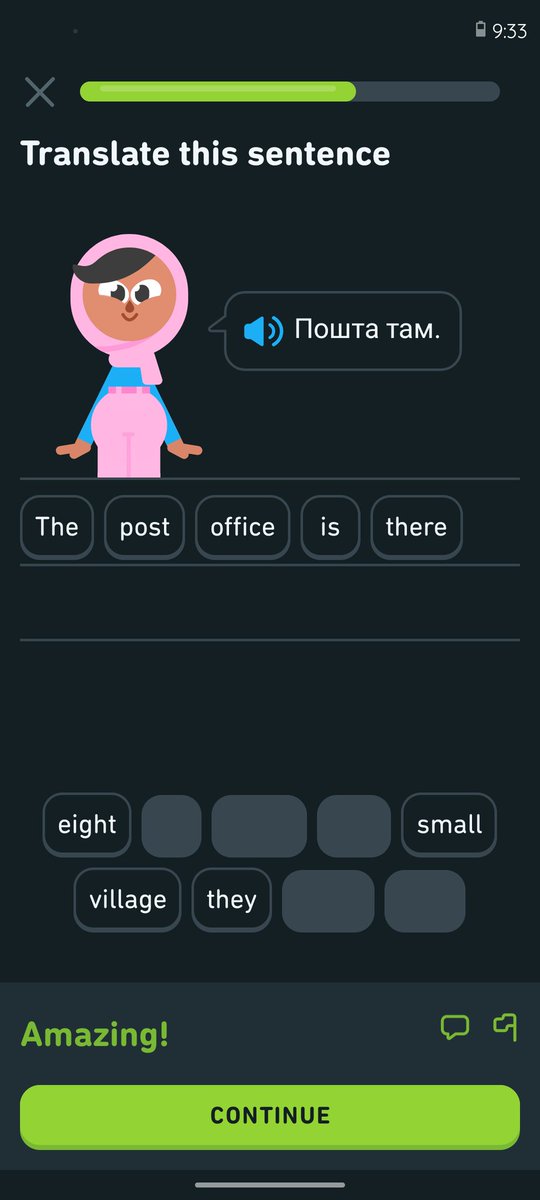 9:33
Translate this sentence
Пошта там.
The post office is there
eight small
village they
Amazing!
CONTINUE